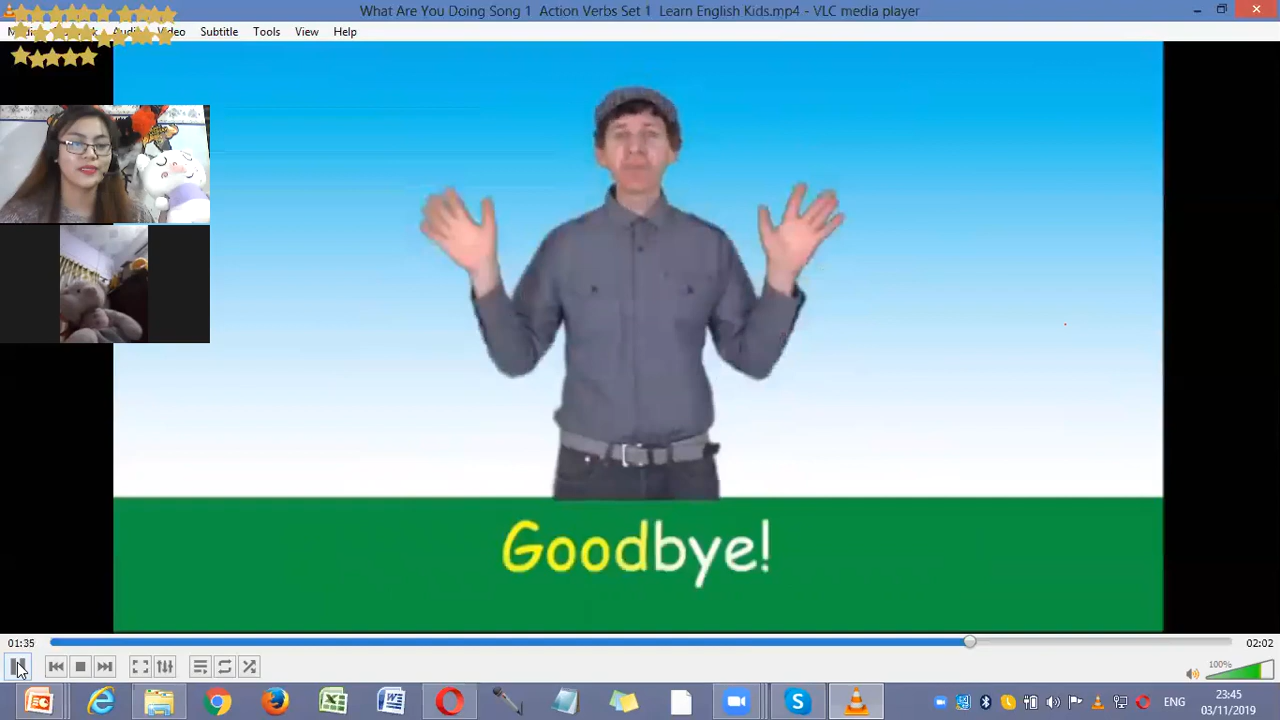 What Are You Doing Song 1 Action Verbs Set 1 Learn English Kids.mp4 - VLC media player
Subtitle Tools View Help
Goodbye!
01:35
02:02
100%
ENG
23:45
03/11/2019